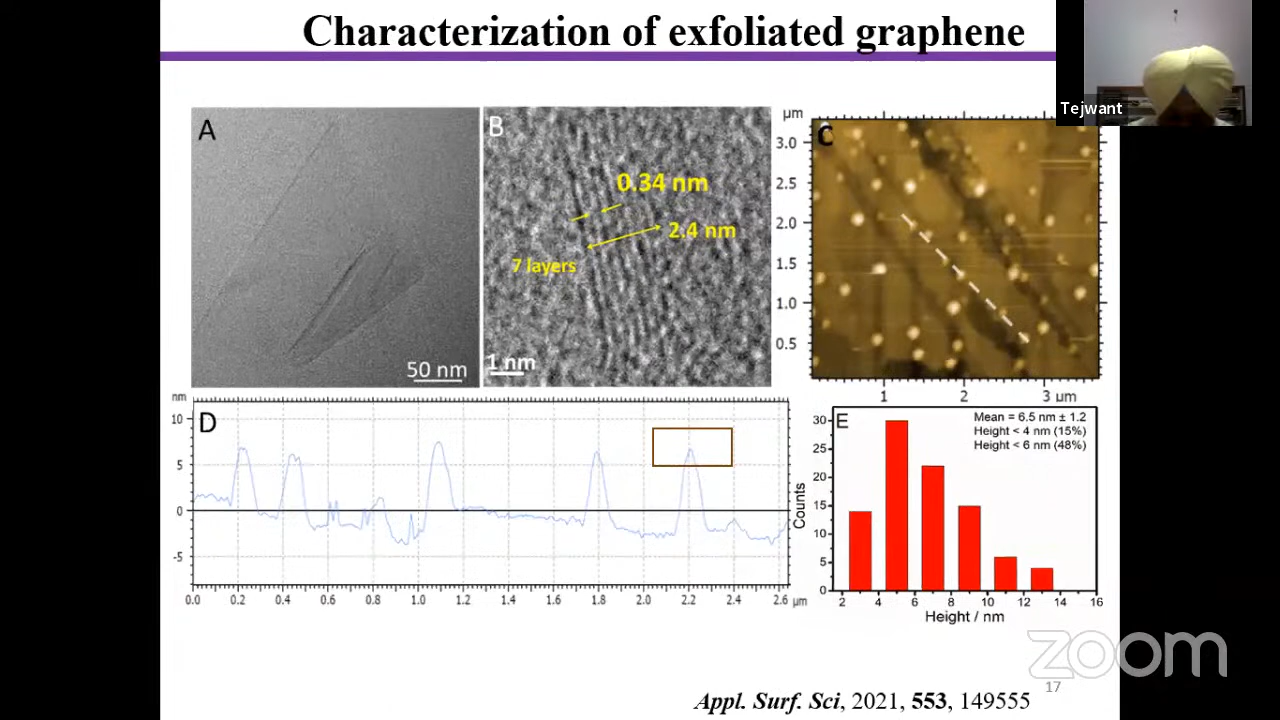 Characterization of exfoliated graphene
Tejwant
A
50 nm
B
0.34 nm
2.4 nm
7 layers
1 nm
C
μm
3.0
2.5
2.0
1.5
1.0
0.5
1 2 3 μm
D
nm
10
5
0
-5
0.0 0.2 0.4 0.6 0.8 1.0 1.2 1.4 1.6 1.8 2.0 2.2 2.4 2.6 μm
E
Mean = 6.5 nm ± 1.2
Height < 4 nm (15%)
Height < 6 nm (48%)
Counts
30
25
20
15
10
5
0
2 4 6 8 10 12 14 16
Height / nm
zoom
17
Appl. Surf. Sci, 2021, 553, 149555